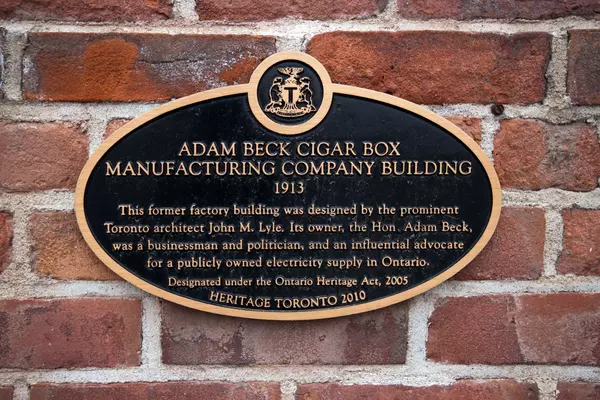 ADAM BECK CIGAR BOX
MANUFACTURING COMPANY BUILDING
1913
This former factory building was designed by the prominent
Toronto architect John M. Lyle. Its owner, the Hon. Adam Beck,
was a businessman and politician, and an influential advocate
for a publicly owned electricity supply in Ontario.
Designated under the Ontario Heritage Act, 2005
HERITAGE TORONTO 2010